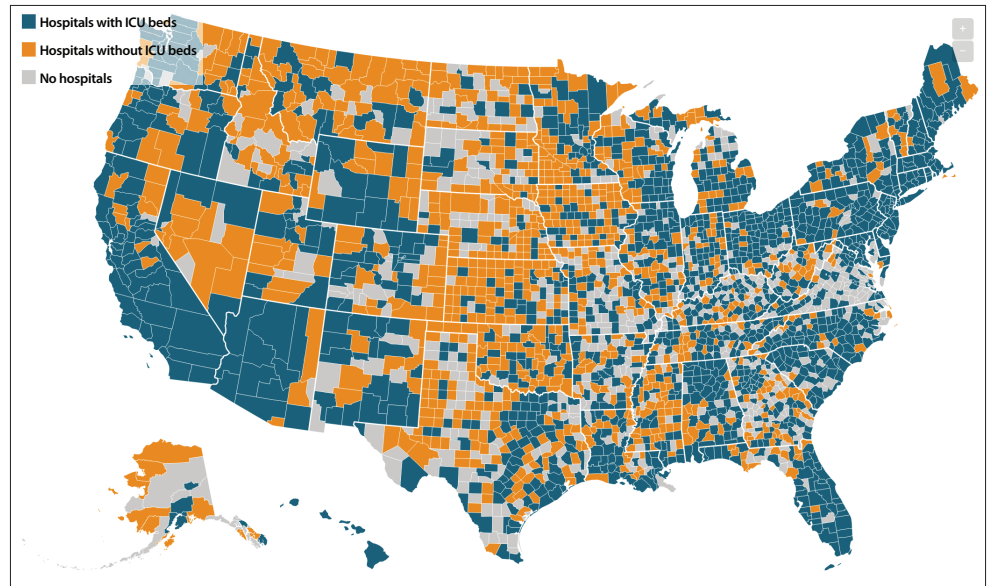 Hospitals with ICU beds
Hospitals without ICU beds
No hospitals
+
−